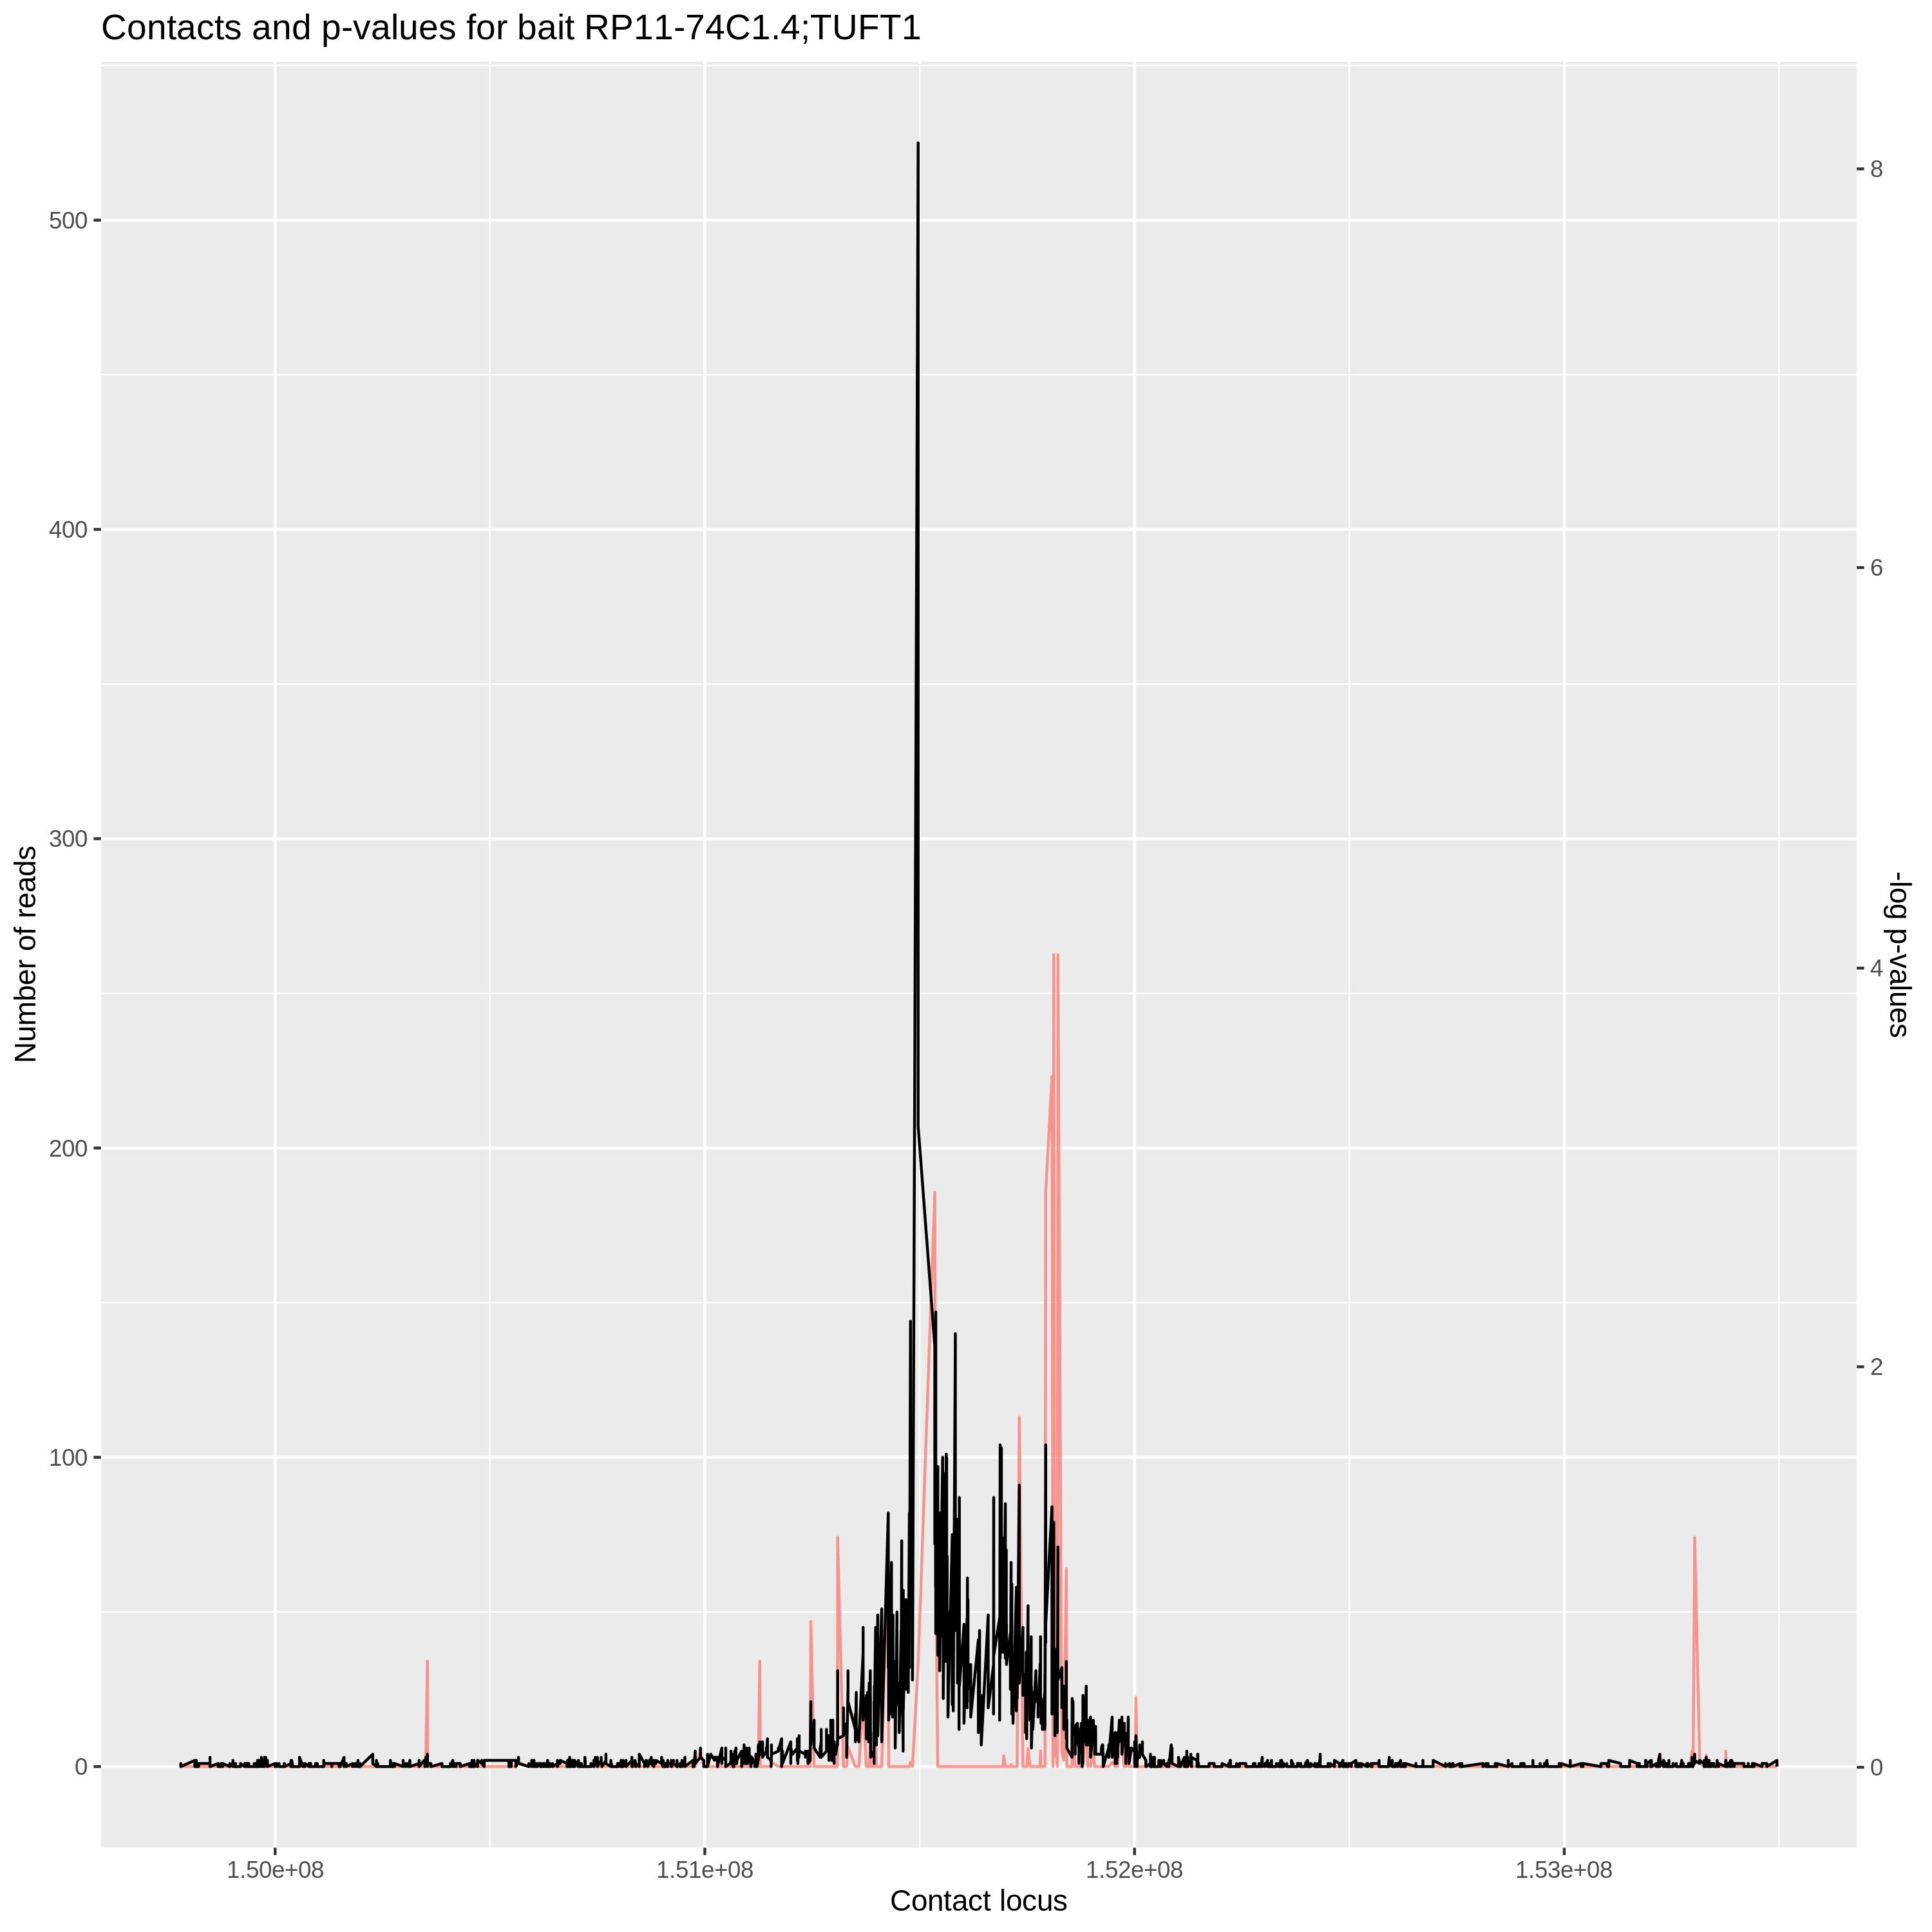 Contacts and p-values for bait RP11-74C1.4;TUFT1
500
400
300
200
100
0
Number of reads
8
6
4
2
0
-log p-values
1.50e+08
1.51e+08
1.52e+08
1.53e+08
Contact locus